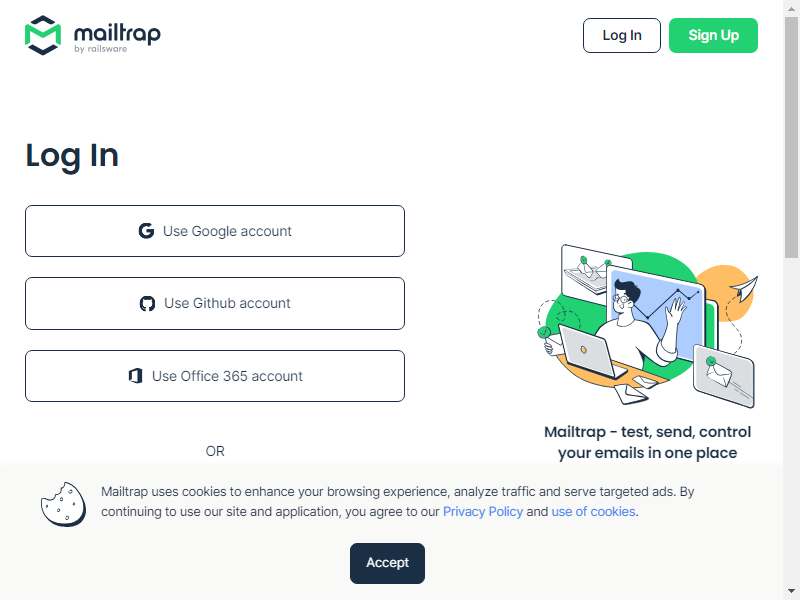 mailtrap
by railsware
Log In
Sign Up
Log In
Use Google account
Use Github account
Use Office 365 account
OR
Mailtrap - test, send, control
your emails in one place
Mailtrap uses cookies to enhance your browsing experience, analyze traffic and serve targeted ads. By
continuing to use our site and application, you agree to our Privacy Policy and use of cookies.
Accept